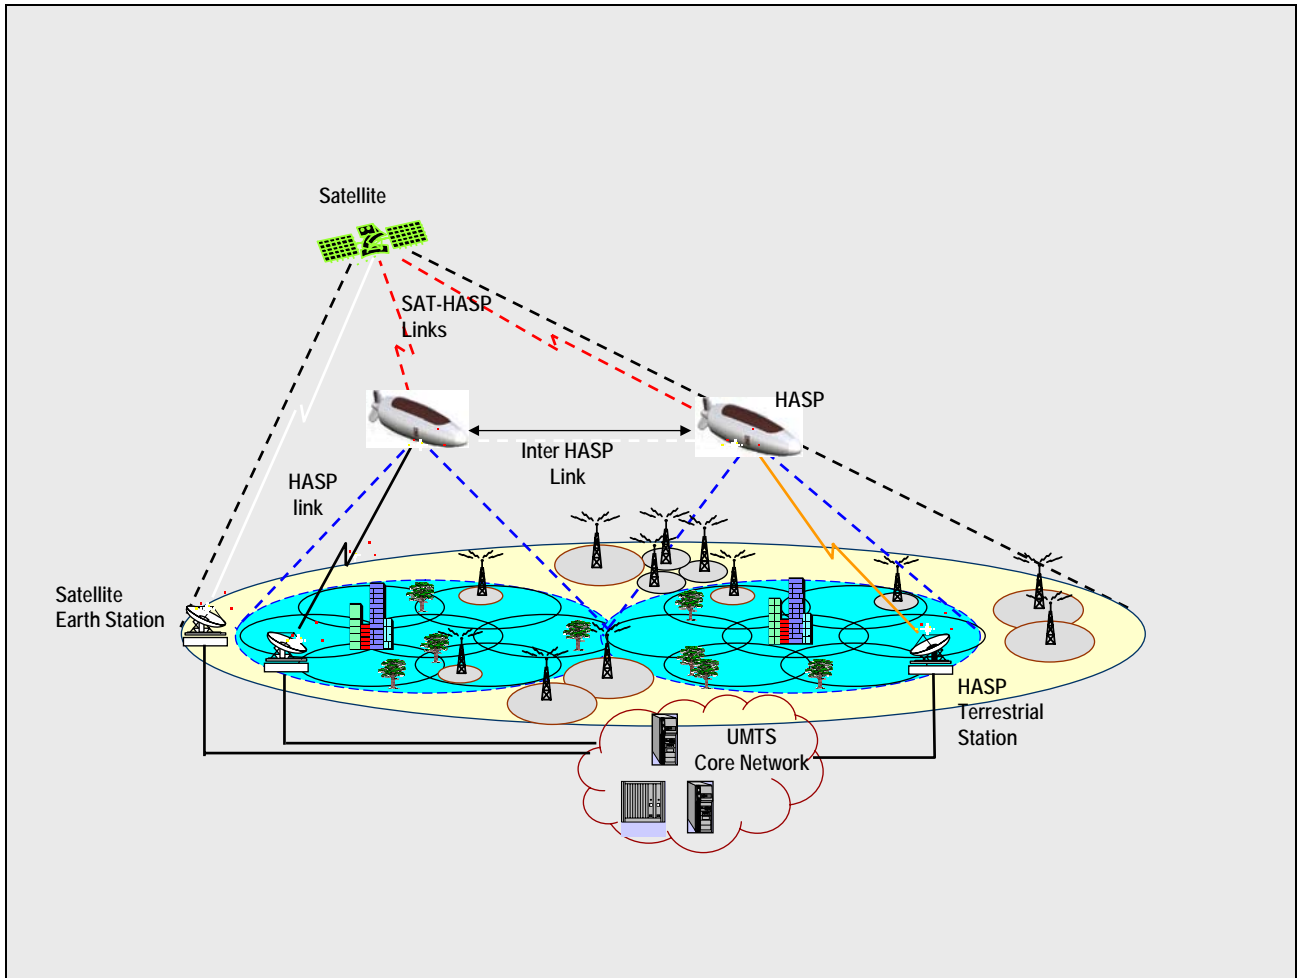 Satellite
SAT-HASP
Links
HASP
Inter HASP
Link
HASP
link
Satellite
Earth Station
HASP
Terrestrial
Station
UMTS
Core Network